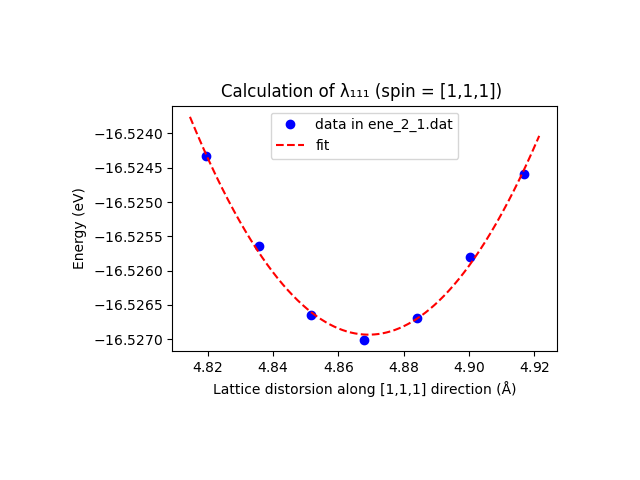 Calculation of λ₁₁₁ (spin = [1,1,1])
data in ene_2_1.dat
fit
Energy (eV)
−16.5240
−16.5245
−16.5250
−16.5255
−16.5260
−16.5265
−16.5270
4.82 4.84 4.86 4.88 4.90 4.92
Lattice distorsion along [1,1,1] direction (Å)